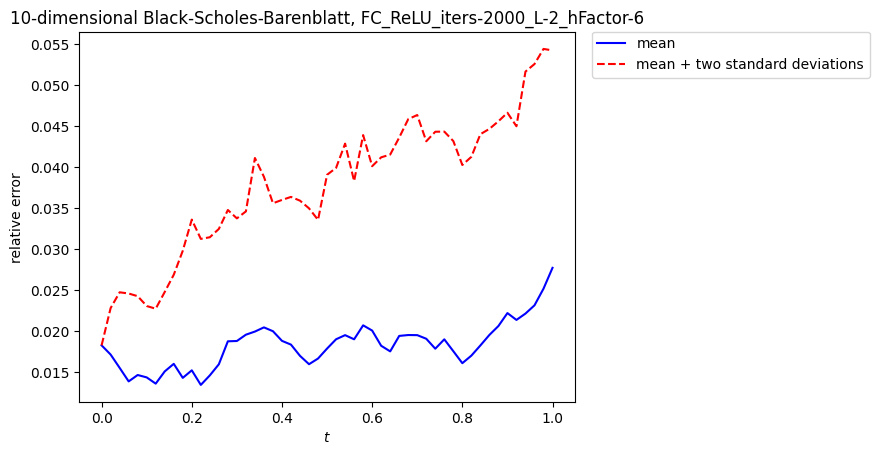 10-dimensional Black-Scholes-Barenblatt, FC_ReLU_iters-2000_L-2_hFactor-6
mean
mean + two standard deviations
relative error
0.055
0.050
0.045
0.040
0.035
0.030
0.025
0.020
0.015
0.0 0.2 0.4 0.6 0.8 1.0
t